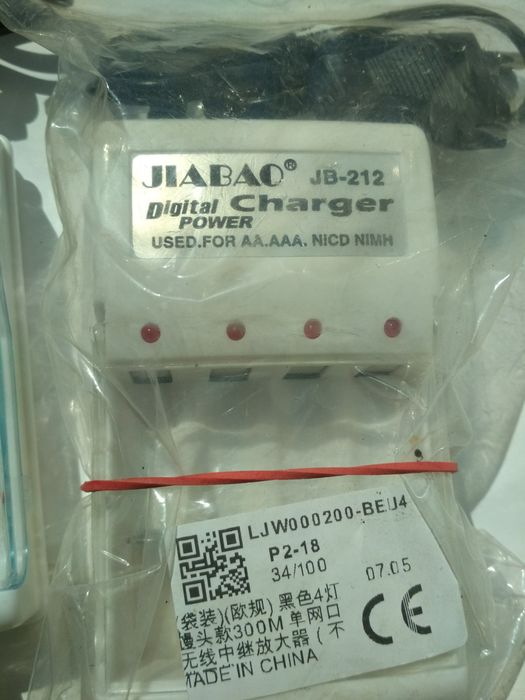 JIABAO® JB-212
Digital Charger
POWER
USED.FOR AA.AAA. NiCD NIMH
LJW000200-BEU4
P2-18
34/100 07.05
(袋装)(欧规) 黑色4灯
馒头款300M 单网口
无线中继放大器 (不
MADE IN CHINA
CE